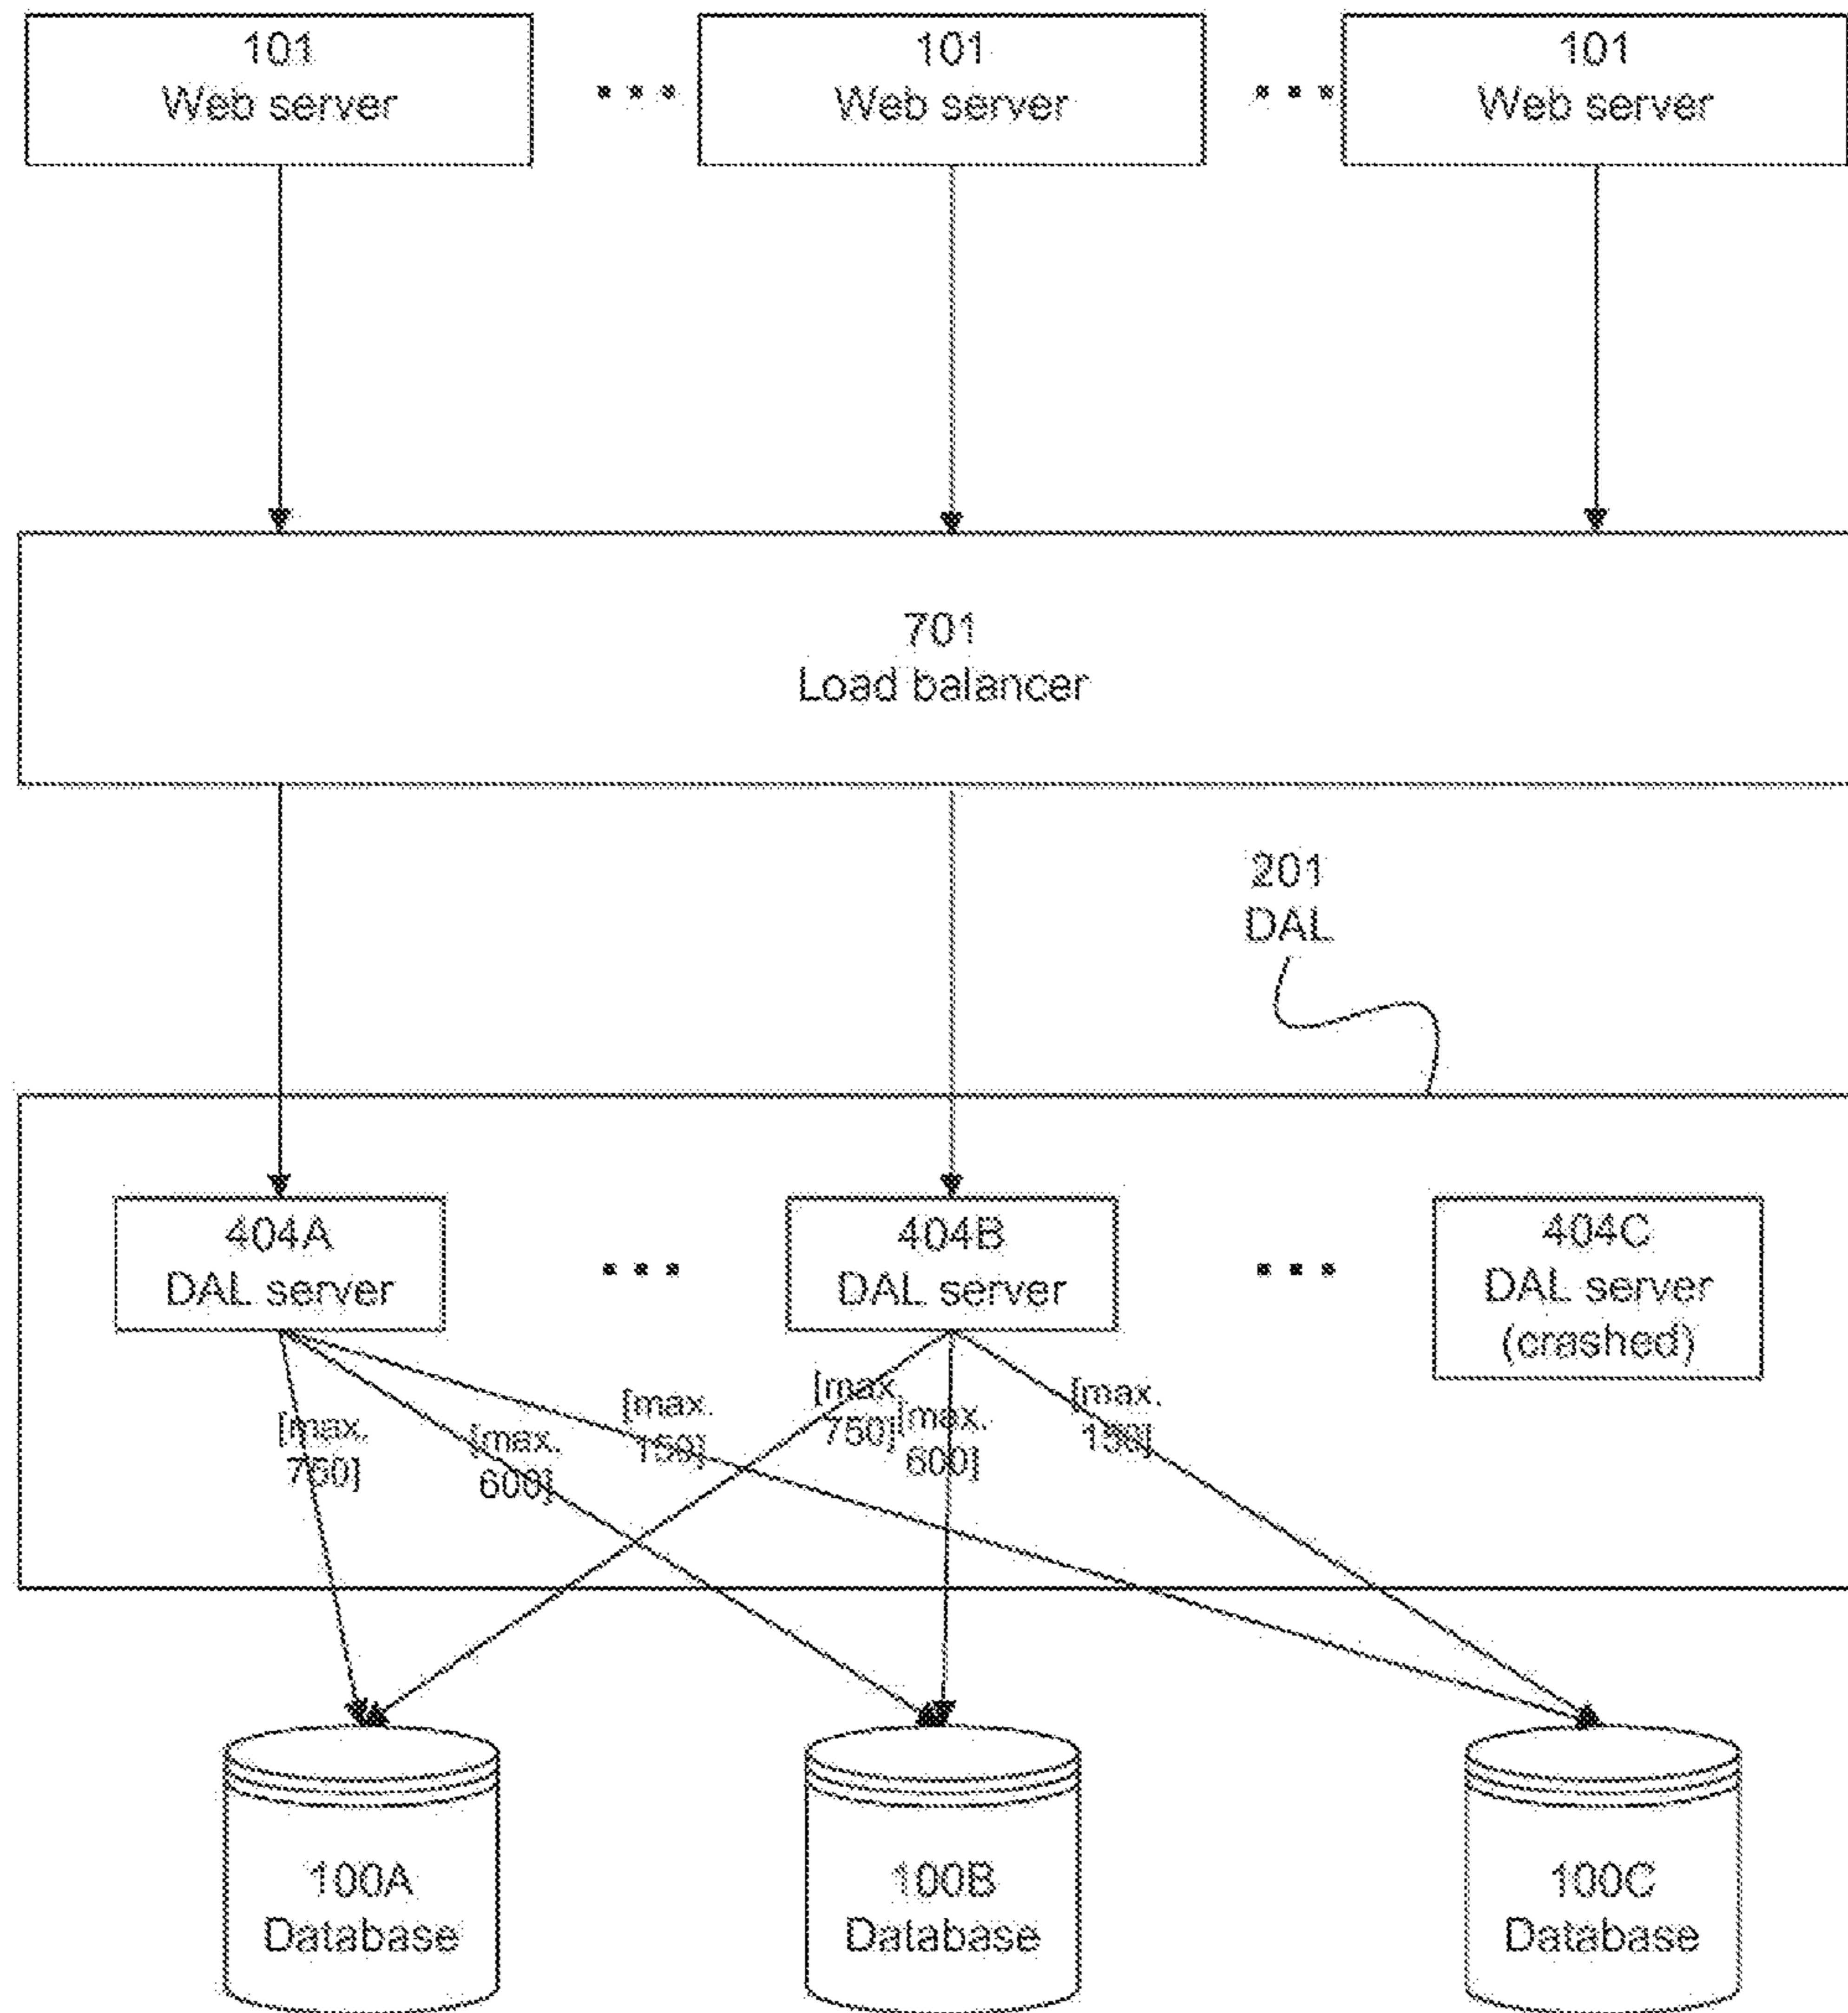 101
Web server
...
101
Web server
...
101
Web server
701
Load balancer
201
DAL
404A
DAL server
...
404B
DAL server
...
404C
DAL server
(crashed)
[max.
750]
[max.
600]
[max.
150]
[max.
750]
[max.
600]
[max.
150]
100A
Database
100B
Database
100C
Database